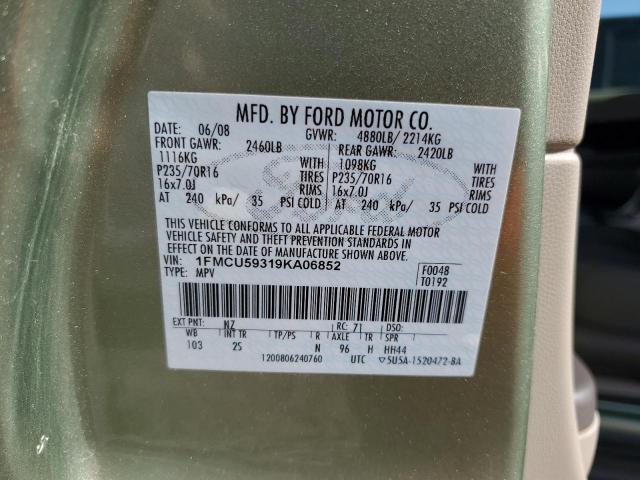 MFD. BY FORD MOTOR CO.
DATE: 06/08 GVWR: 4880LB/ 2214KG
FRONT GAWR: 2460LB REAR GAWR: 2420LB
1116KG WITH 1098KG WITH
P235/70R16 TIRES P235/70R16 TIRES
16x7.0J RIMS 16x7.0J RIMS
AT 240 kPa/ 35 PSI COLD AT 240 kPa/ 35 PSI COLD
THIS VEHICLE CONFORMS TO ALL APPLICABLE FEDERAL MOTOR
VEHICLE SAFETY AND THEFT PREVENTION STANDARDS IN
EFFECT ON THE DATE OF MANUFACTURE SHOWN ABOVE.
VIN: 1FMCU59319KA06852 F0048
TYPE: MPV T0192
EXT PNT: NZ RC: 71 DSO:
WB INT TR TP/PS R AXLE TR SPR
103 25 N 96 H HH44
1200806240760 UTC ▽5U5A-1520472-BA